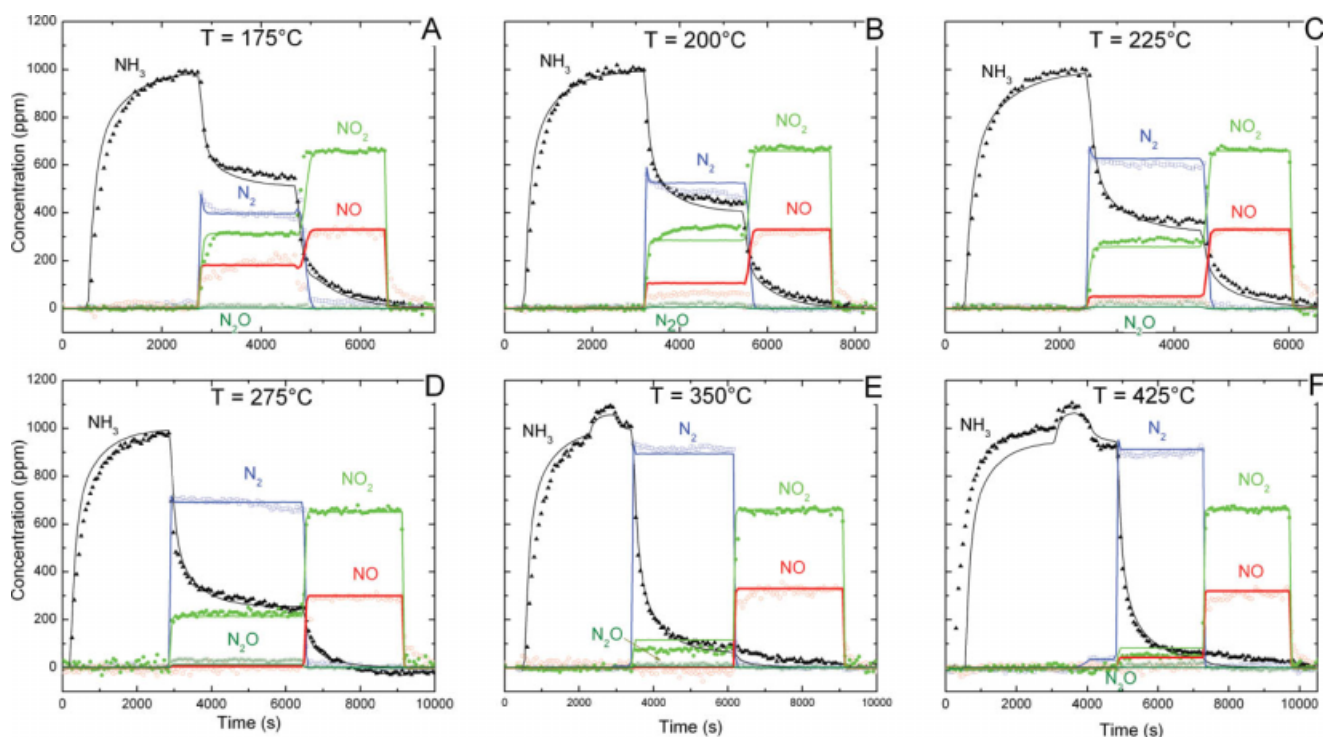 A
T = 175°C
1200
1000
800
600
400
200
0
Concentration (ppm)
NH₃
N₂
NO₂
NO
N₂O
0 2000 4000 6000
B
T = 200°C
NH₃
N₂
NO₂
NO
N₂O
0 2000 4000 6000 8000
C
T = 225°C
NH₃
N₂
NO₂
NO
N₂O
0 2000 4000 6000
D
T = 275°C
1200
1000
800
600
400
200
0
Concentration (ppm)
NH₃
N₂
NO₂
NO
N₂O
0 2000 4000 6000 8000 10000
Time (s)
E
T = 350°C
NH₃
N₂
NO₂
NO
N₂O
0 2000 4000 6000 8000 10000
Time (s)
F
T = 425°C
NH₃
N₂
NO₂
NO
N₂O
0 2000 4000 6000 8000 10000
Time (s)